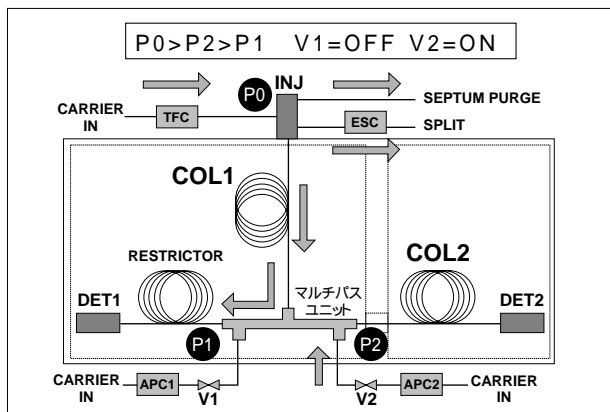 P0>P2>P1 V1=OFF V2=ON
P0
INJ
CARRIER
IN
TFC
SEPTUM PURGE
ESC
SPLIT
COL1
RESTRICTOR
COL2
マルチパス
ユニット
DET1
DET2
P1
P2
CARRIER
IN
APC1
V1
V2
APC2
CARRIER
IN